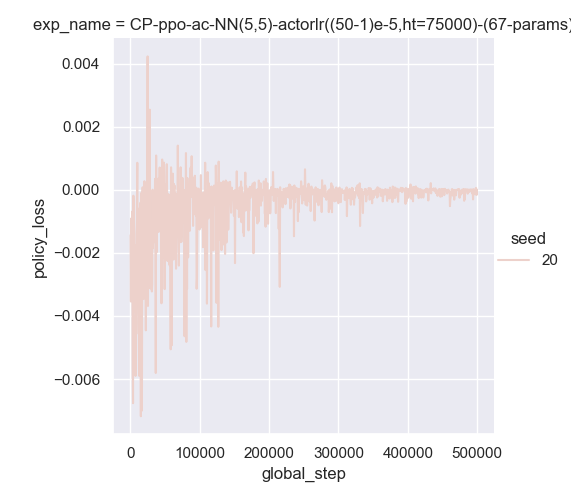 exp_name = CP-ppo-ac-NN(5,5)-actorlr((50-1)e-5,ht=75000)-(67-params)
0.004
0.002
0.000
−0.002
−0.004
−0.006
policy_loss
0 100000 200000 300000 400000 500000
global_step
seed
20